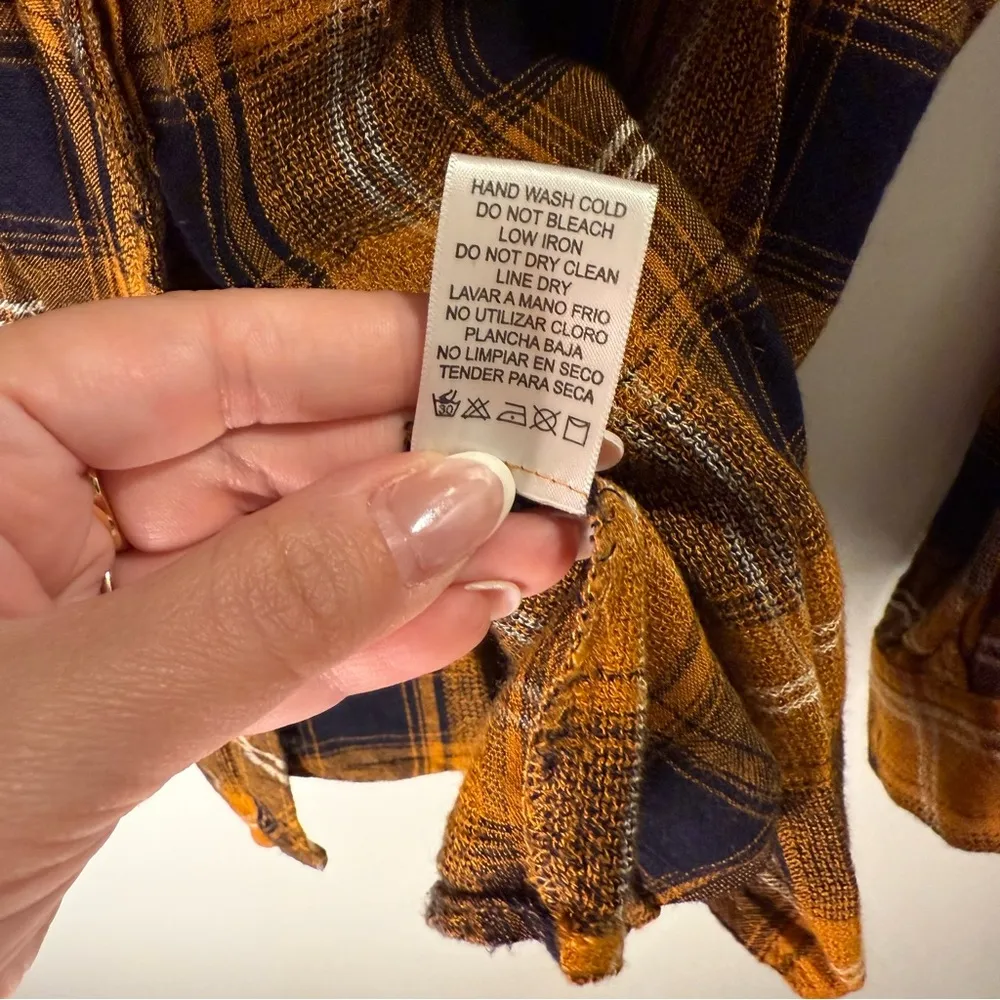 HAND WASH COLD
DO NOT BLEACH
LOW IRON
DO NOT DRY CLEAN
LINE DRY
LAVAR A MANO FRIO
NO UTILIZAR CLORO
PLANCHA BAJA
NO LIMPIAR EN SECO
TENDER PARA SECA
30